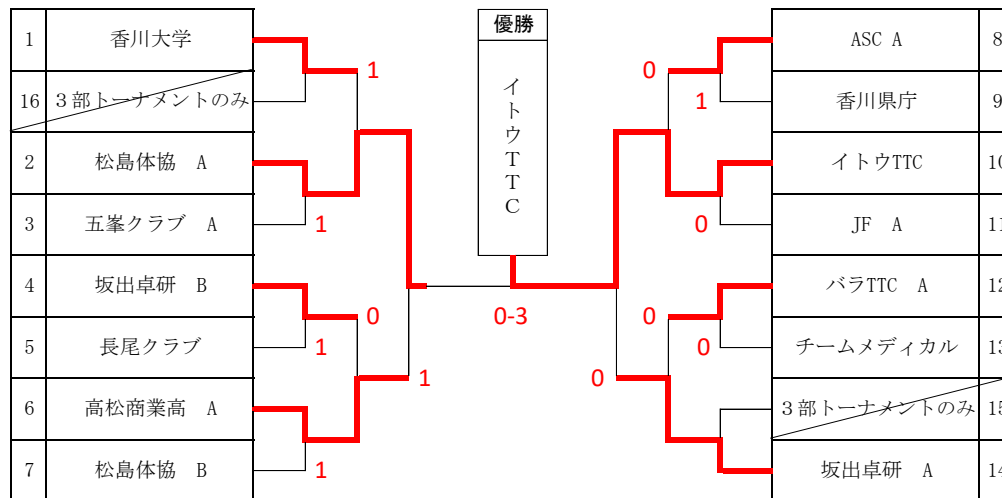 1 香川大学
16 3部トーナメントのみ
2 松島体協 A
3 五峯クラブ A
4 坂出卓研 B
5 長尾クラブ
6 高松商業高 A
7 松島体協 B
1
1
0
1
1
1
優勝
イトウTTC
0-3
0
1
0
0
0
0
ASC A 8
香川県庁 9
イトウTTC 10
JF A 11
バラTTC A 12
チームメディカル 13
3部トーナメントのみ 15
坂出卓研 A 14